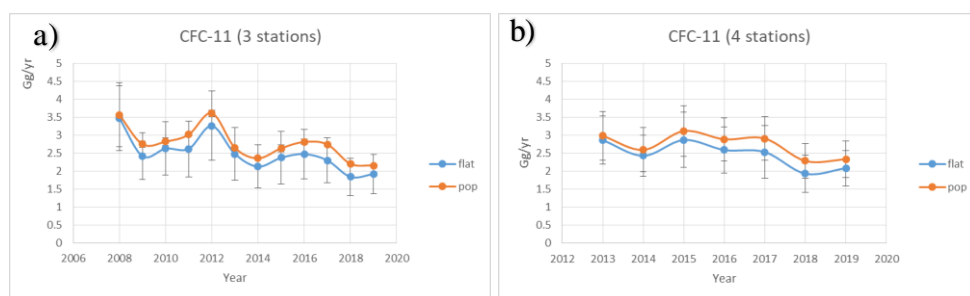 a)
CFC-11 (3 stations)
Gg/yr
5
4.5
4
3.5
3
2.5
2
1.5
1
0.5
0
2006 2008 2010 2012 2014 2016 2018 2020
Year
flat
pop
b)
CFC-11 (4 stations)
Gg/yr
5
4.5
4
3.5
3
2.5
2
1.5
1
0.5
0
2012 2013 2014 2015 2016 2017 2018 2019 2020
Year
flat
pop